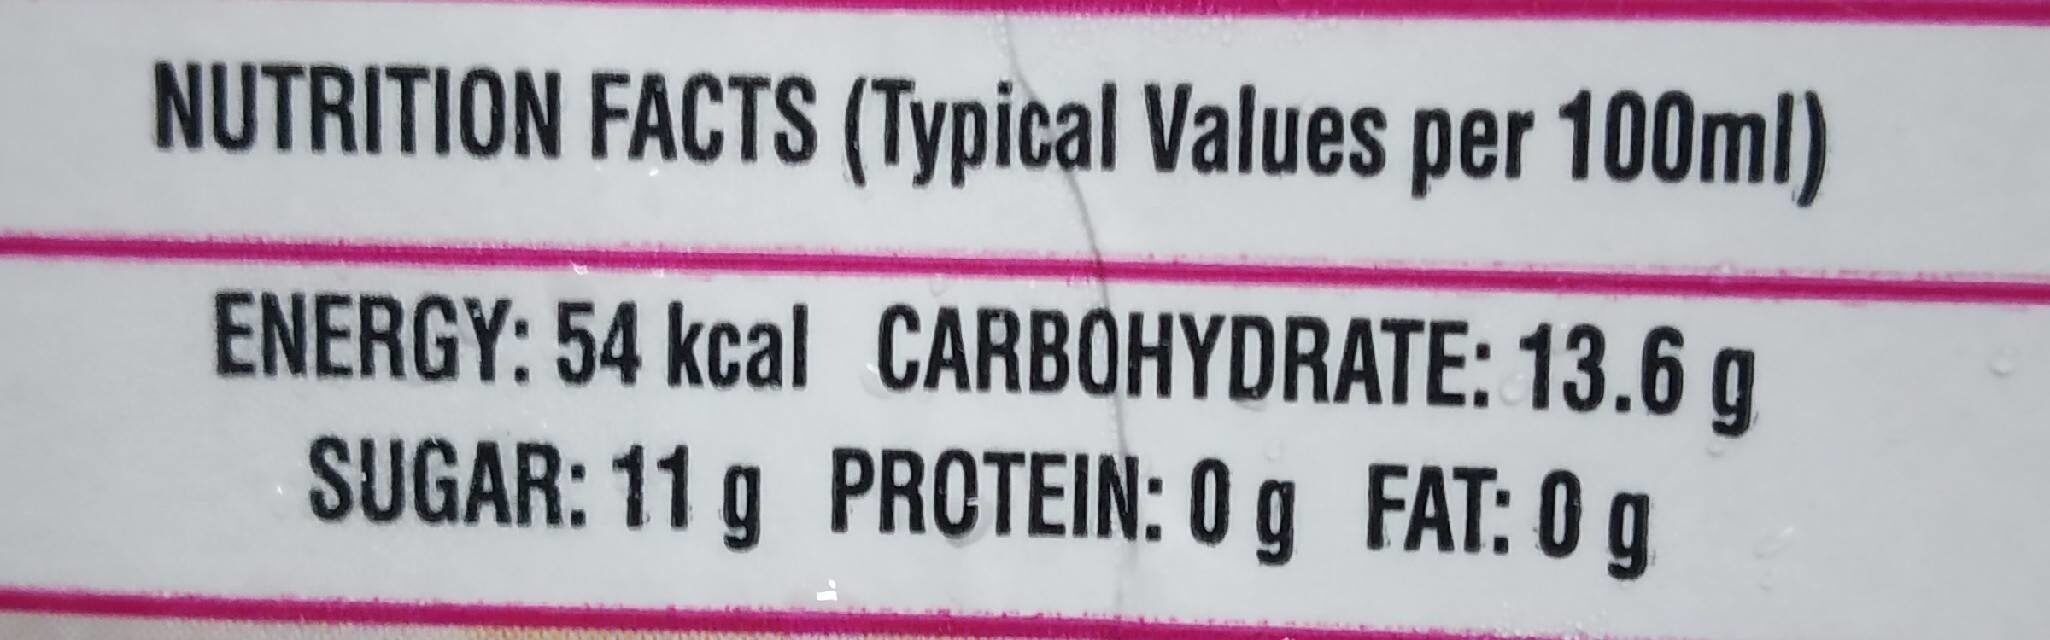 NUTRITION FACTS (Typical Values per 100ml)
ENERGY: 54 kcal CARBOHYDRATE: 13.6 g
SUGAR: 11 g PROTEIN: 0 g FAT: 0 g